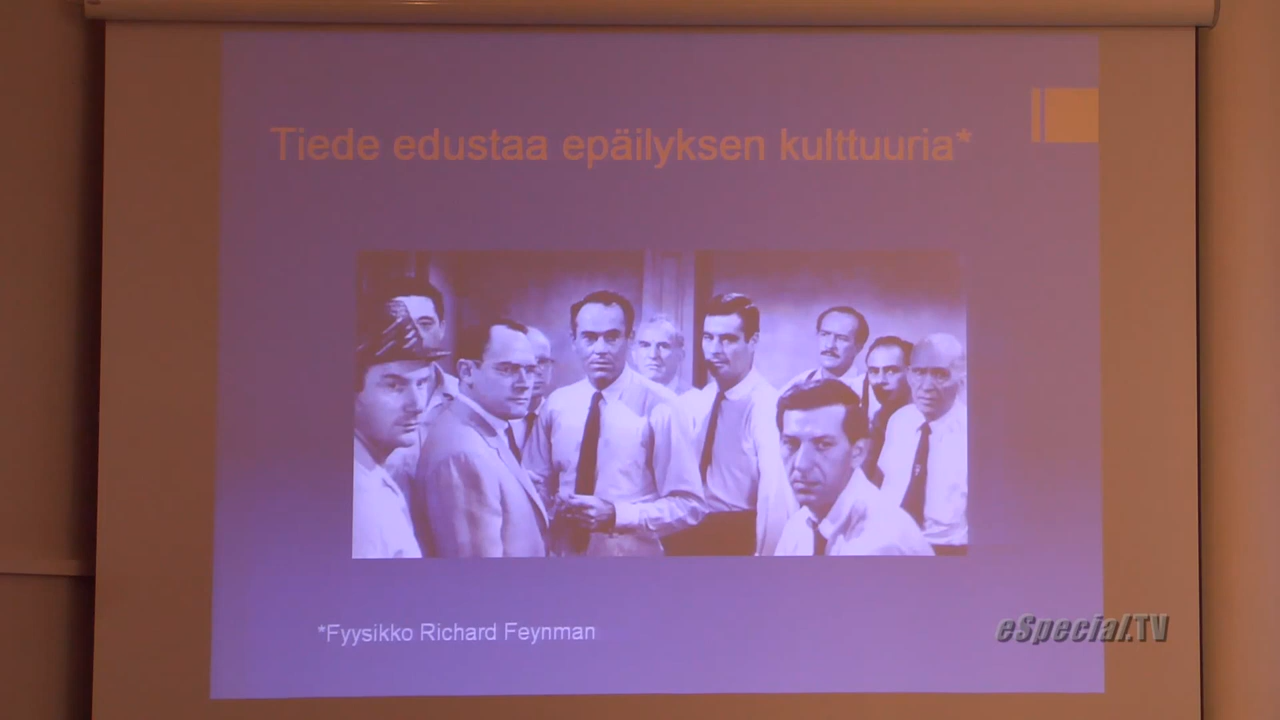 Tiede edustaa epäilyksen kulttuuria*
*Fyysikko Richard Feynman
eSpecial.TV